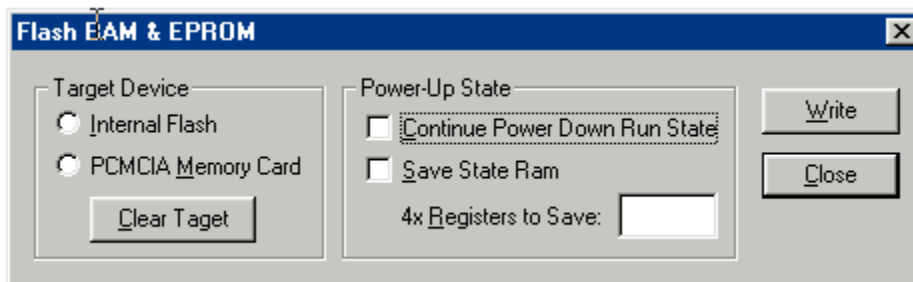 Flash EAM & EPROM
Target Device
Internal Flash
PCMCIA Memory Card
Clear Taget
Power-Up State
Continue Power Down Run State
Save State Ram
4x Registers to Save:
Write
Close